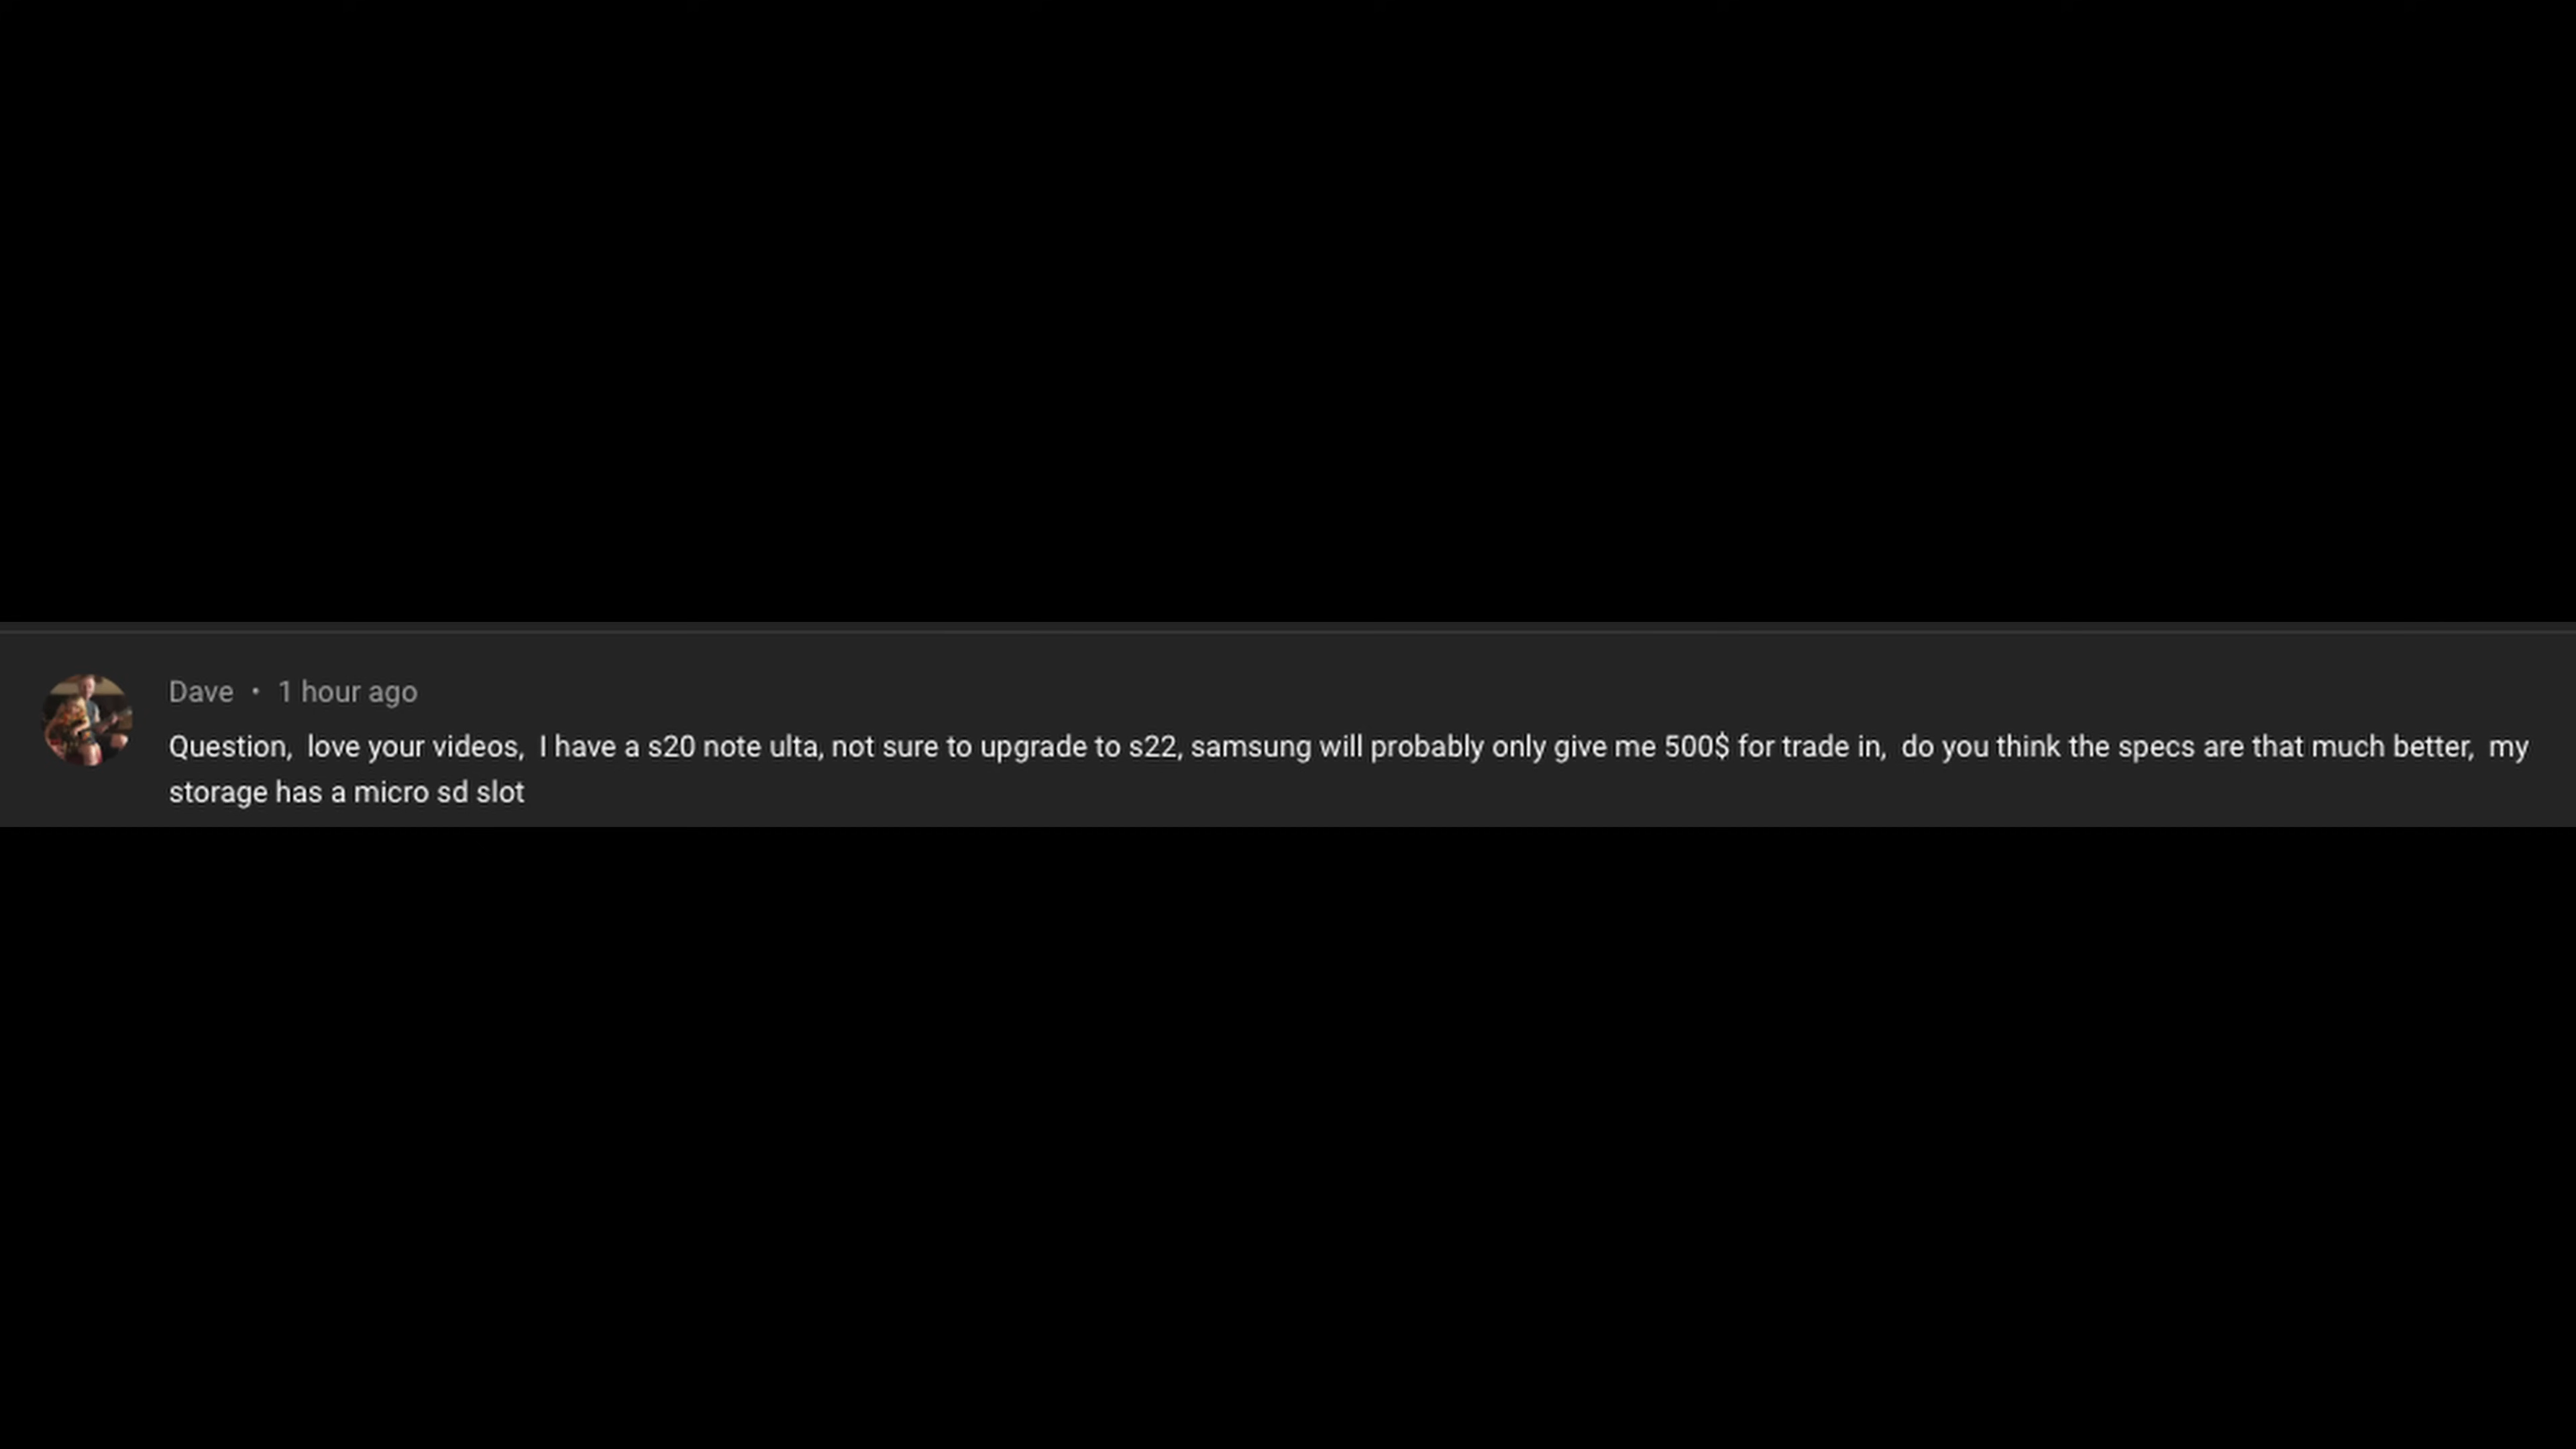 Dave • 1 hour ago
Question,  love your videos,  I have a s20 note ulta, not sure to upgrade to s22, samsung will probably only give me 500$ for trade in,  do you think the specs are that much better,  my
storage has a micro sd slot